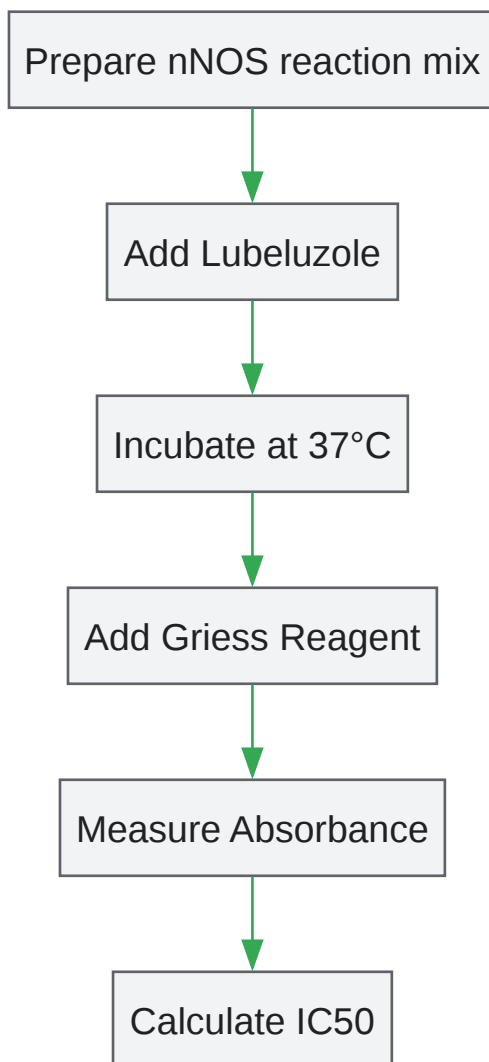 Prepare nNOS reaction mix
Add Lubeluzole
Incubate at 37°C
Add Griess Reagent
Measure Absorbance
Calculate IC50